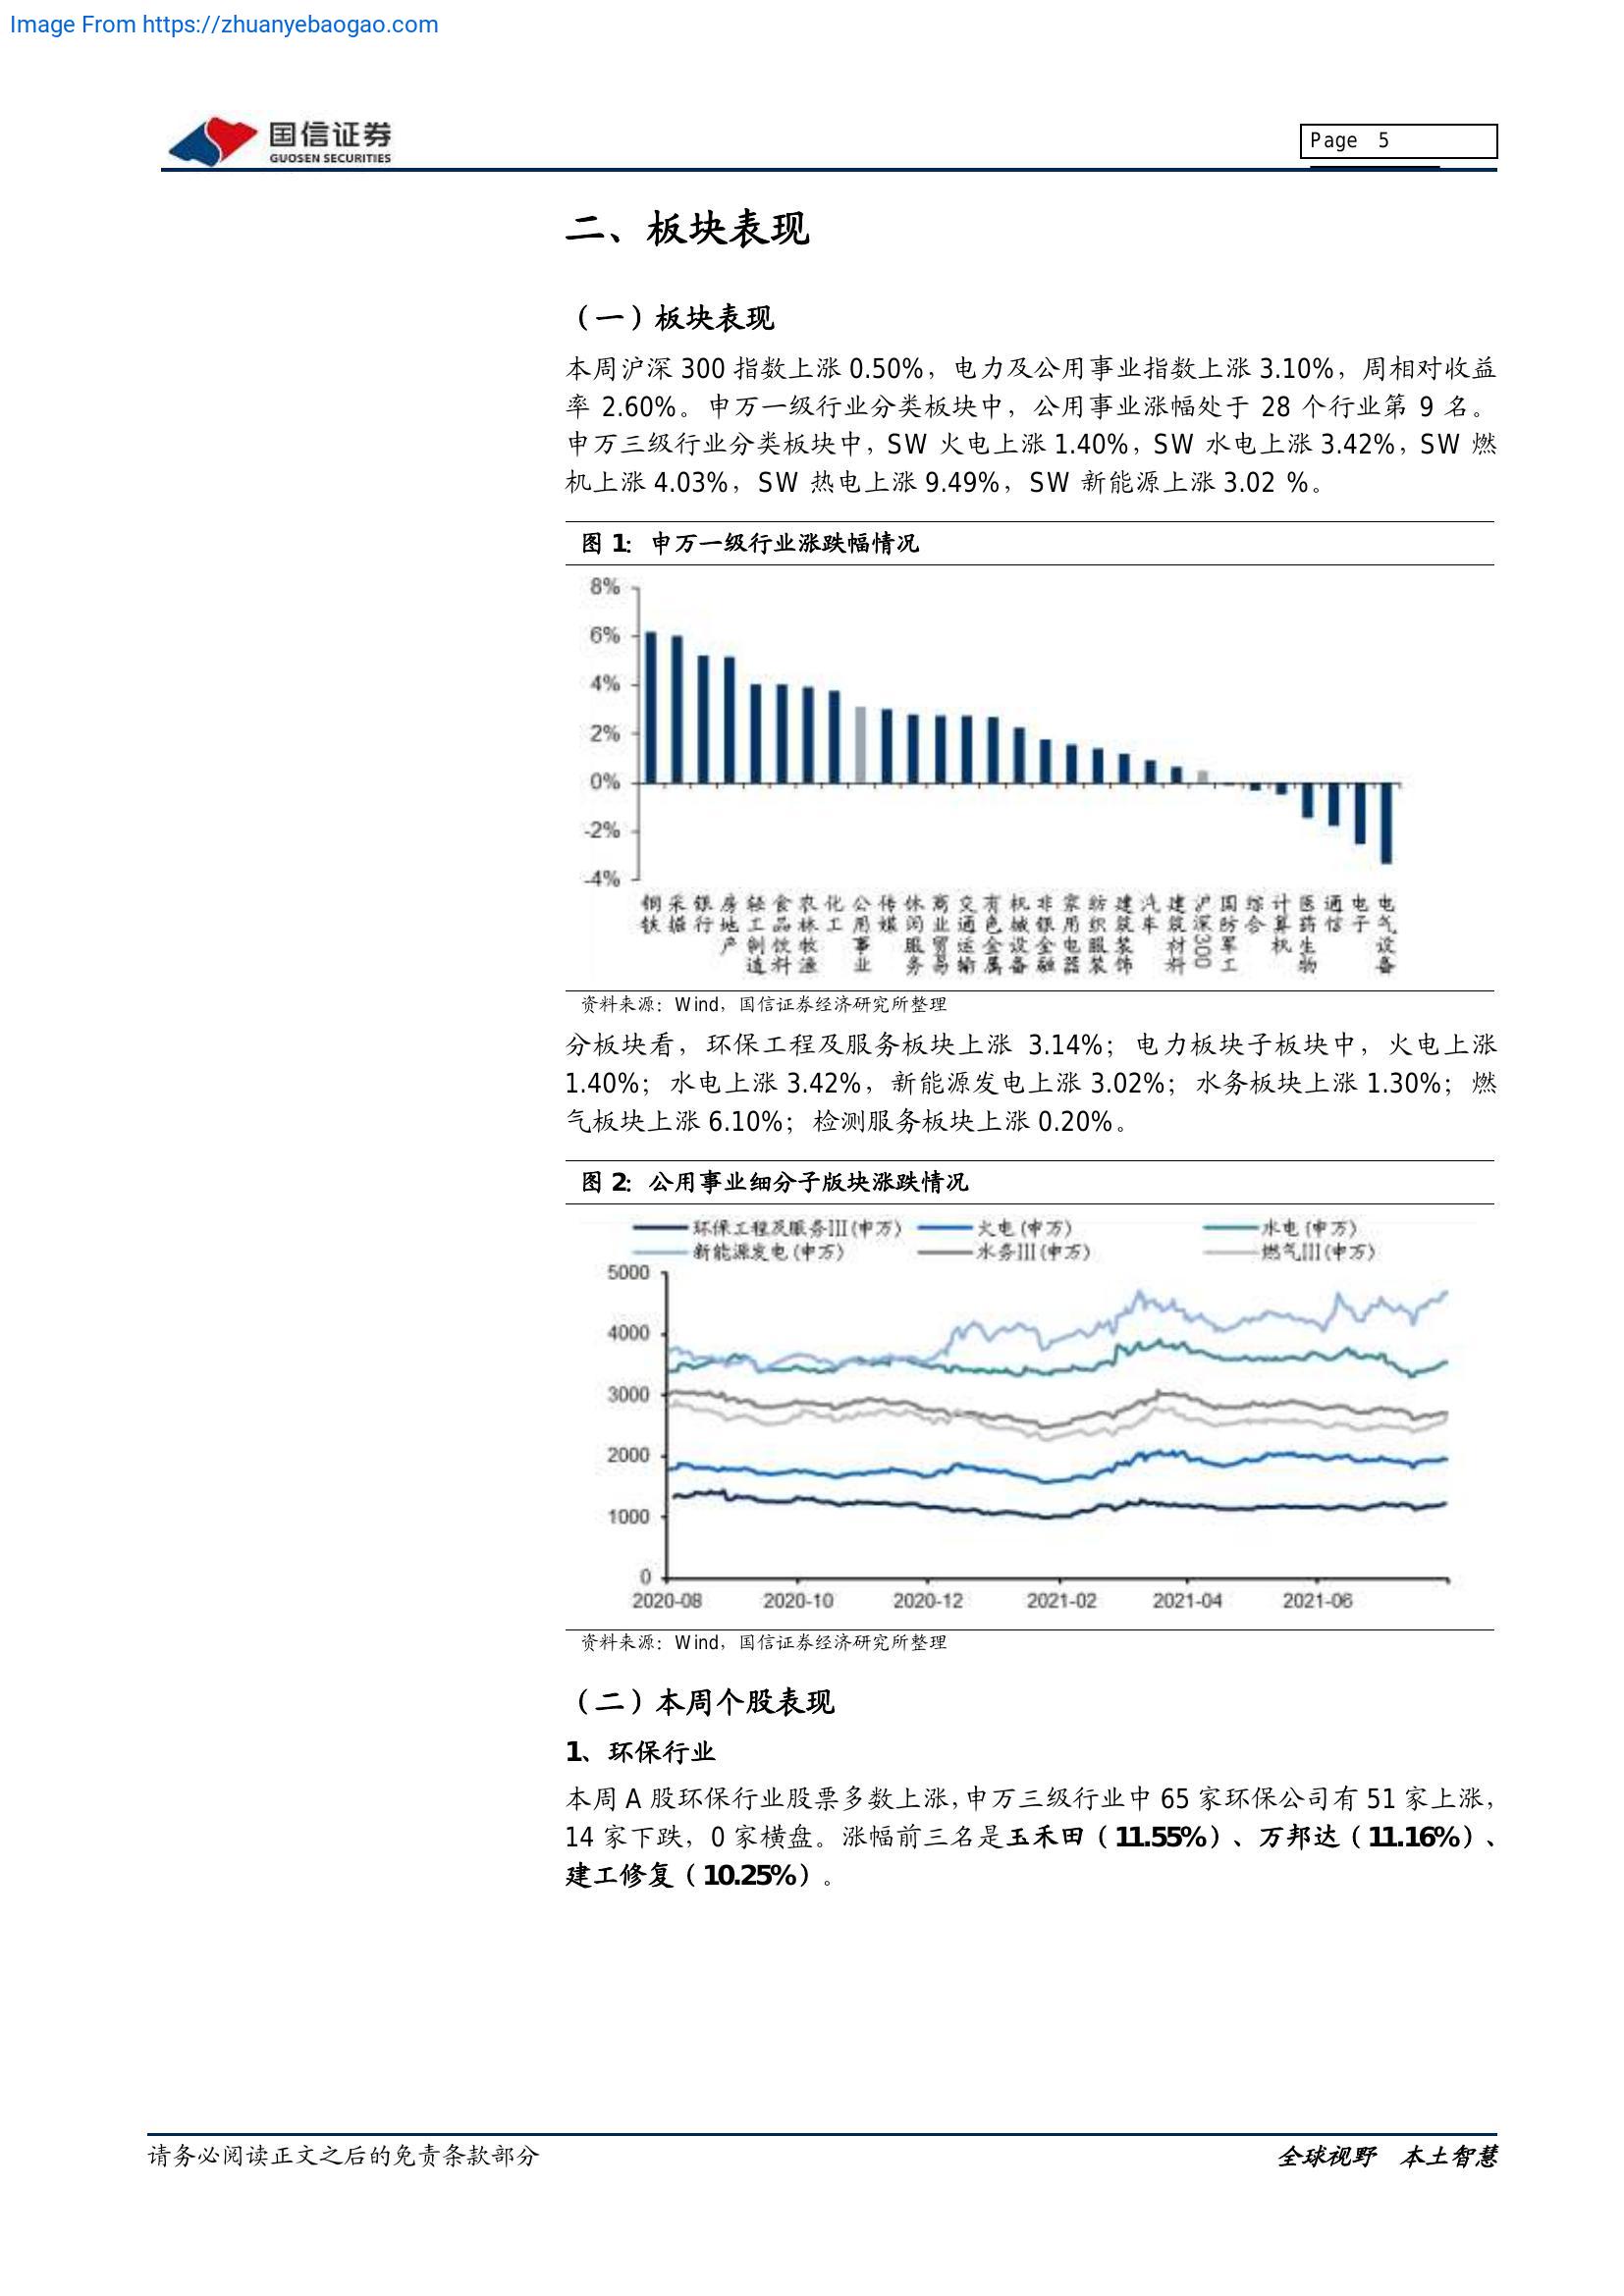 Image From https://zhuanyebaogao.com
国信证券
GUOSEN SECURITIES
Page 5
二、板块表现
（一）板块表现
本周沪深 300 指数上涨 0.50%，电力及公用事业指数上涨 3.10%，周相对收益
率 2.60%。申万一级行业分类板块中，公用事业涨幅处于 28 个行业第 9 名。
申万三级行业分类板块中，SW 火电上涨 1.40%，SW 水电上涨 3.42%，SW 燃
机上涨 4.03%，SW 热电上涨 9.49%，SW 新能源上涨 3.02 %。
图 1：申万一级行业涨跌幅情况
8%
6%
4%
2%
0%
-2%
-4%
钢铁
采掘
银行
房地产
轻工制造
食品饮料
农林牧渔
化工
公用事业
传媒
休闲服务
商业贸易
交通运输
有色金属
机械设备
非银金融
家用电器
纺织服装
建筑装饰
汽车
建筑材料
沪深300
国防军工
综合
计算机
医药生物
通信
电子
电气设备
资料来源：Wind，国信证券经济研究所整理
分板块看，环保工程及服务板块上涨 3.14%；电力板块子板块中，火电上涨
1.40%；水电上涨 3.42%，新能源发电上涨 3.02%；水务板块上涨 1.30%；燃
气板块上涨 6.10%；检测服务板块上涨 0.20%。
图 2：公用事业细分子版块涨跌情况
环保工程及服务III(申万) 火电(申万) 水电(申万)
新能源发电(申万) 水务III(申万) 燃气III(申万)
5000
4000
3000
2000
1000
0
2020-08 2020-10 2020-12 2021-02 2021-04 2021-06
资料来源：Wind，国信证券经济研究所整理
（二）本周个股表现
1、环保行业
本周 A 股环保行业股票多数上涨，申万三级行业中 65 家环保公司有 51 家上涨，
14 家下跌，0 家横盘。涨幅前三名是玉禾田（11.55%）、万邦达（11.16%）、
建工修复（10.25%）。
请务必阅读正文之后的免责条款部分
全球视野 本土智慧